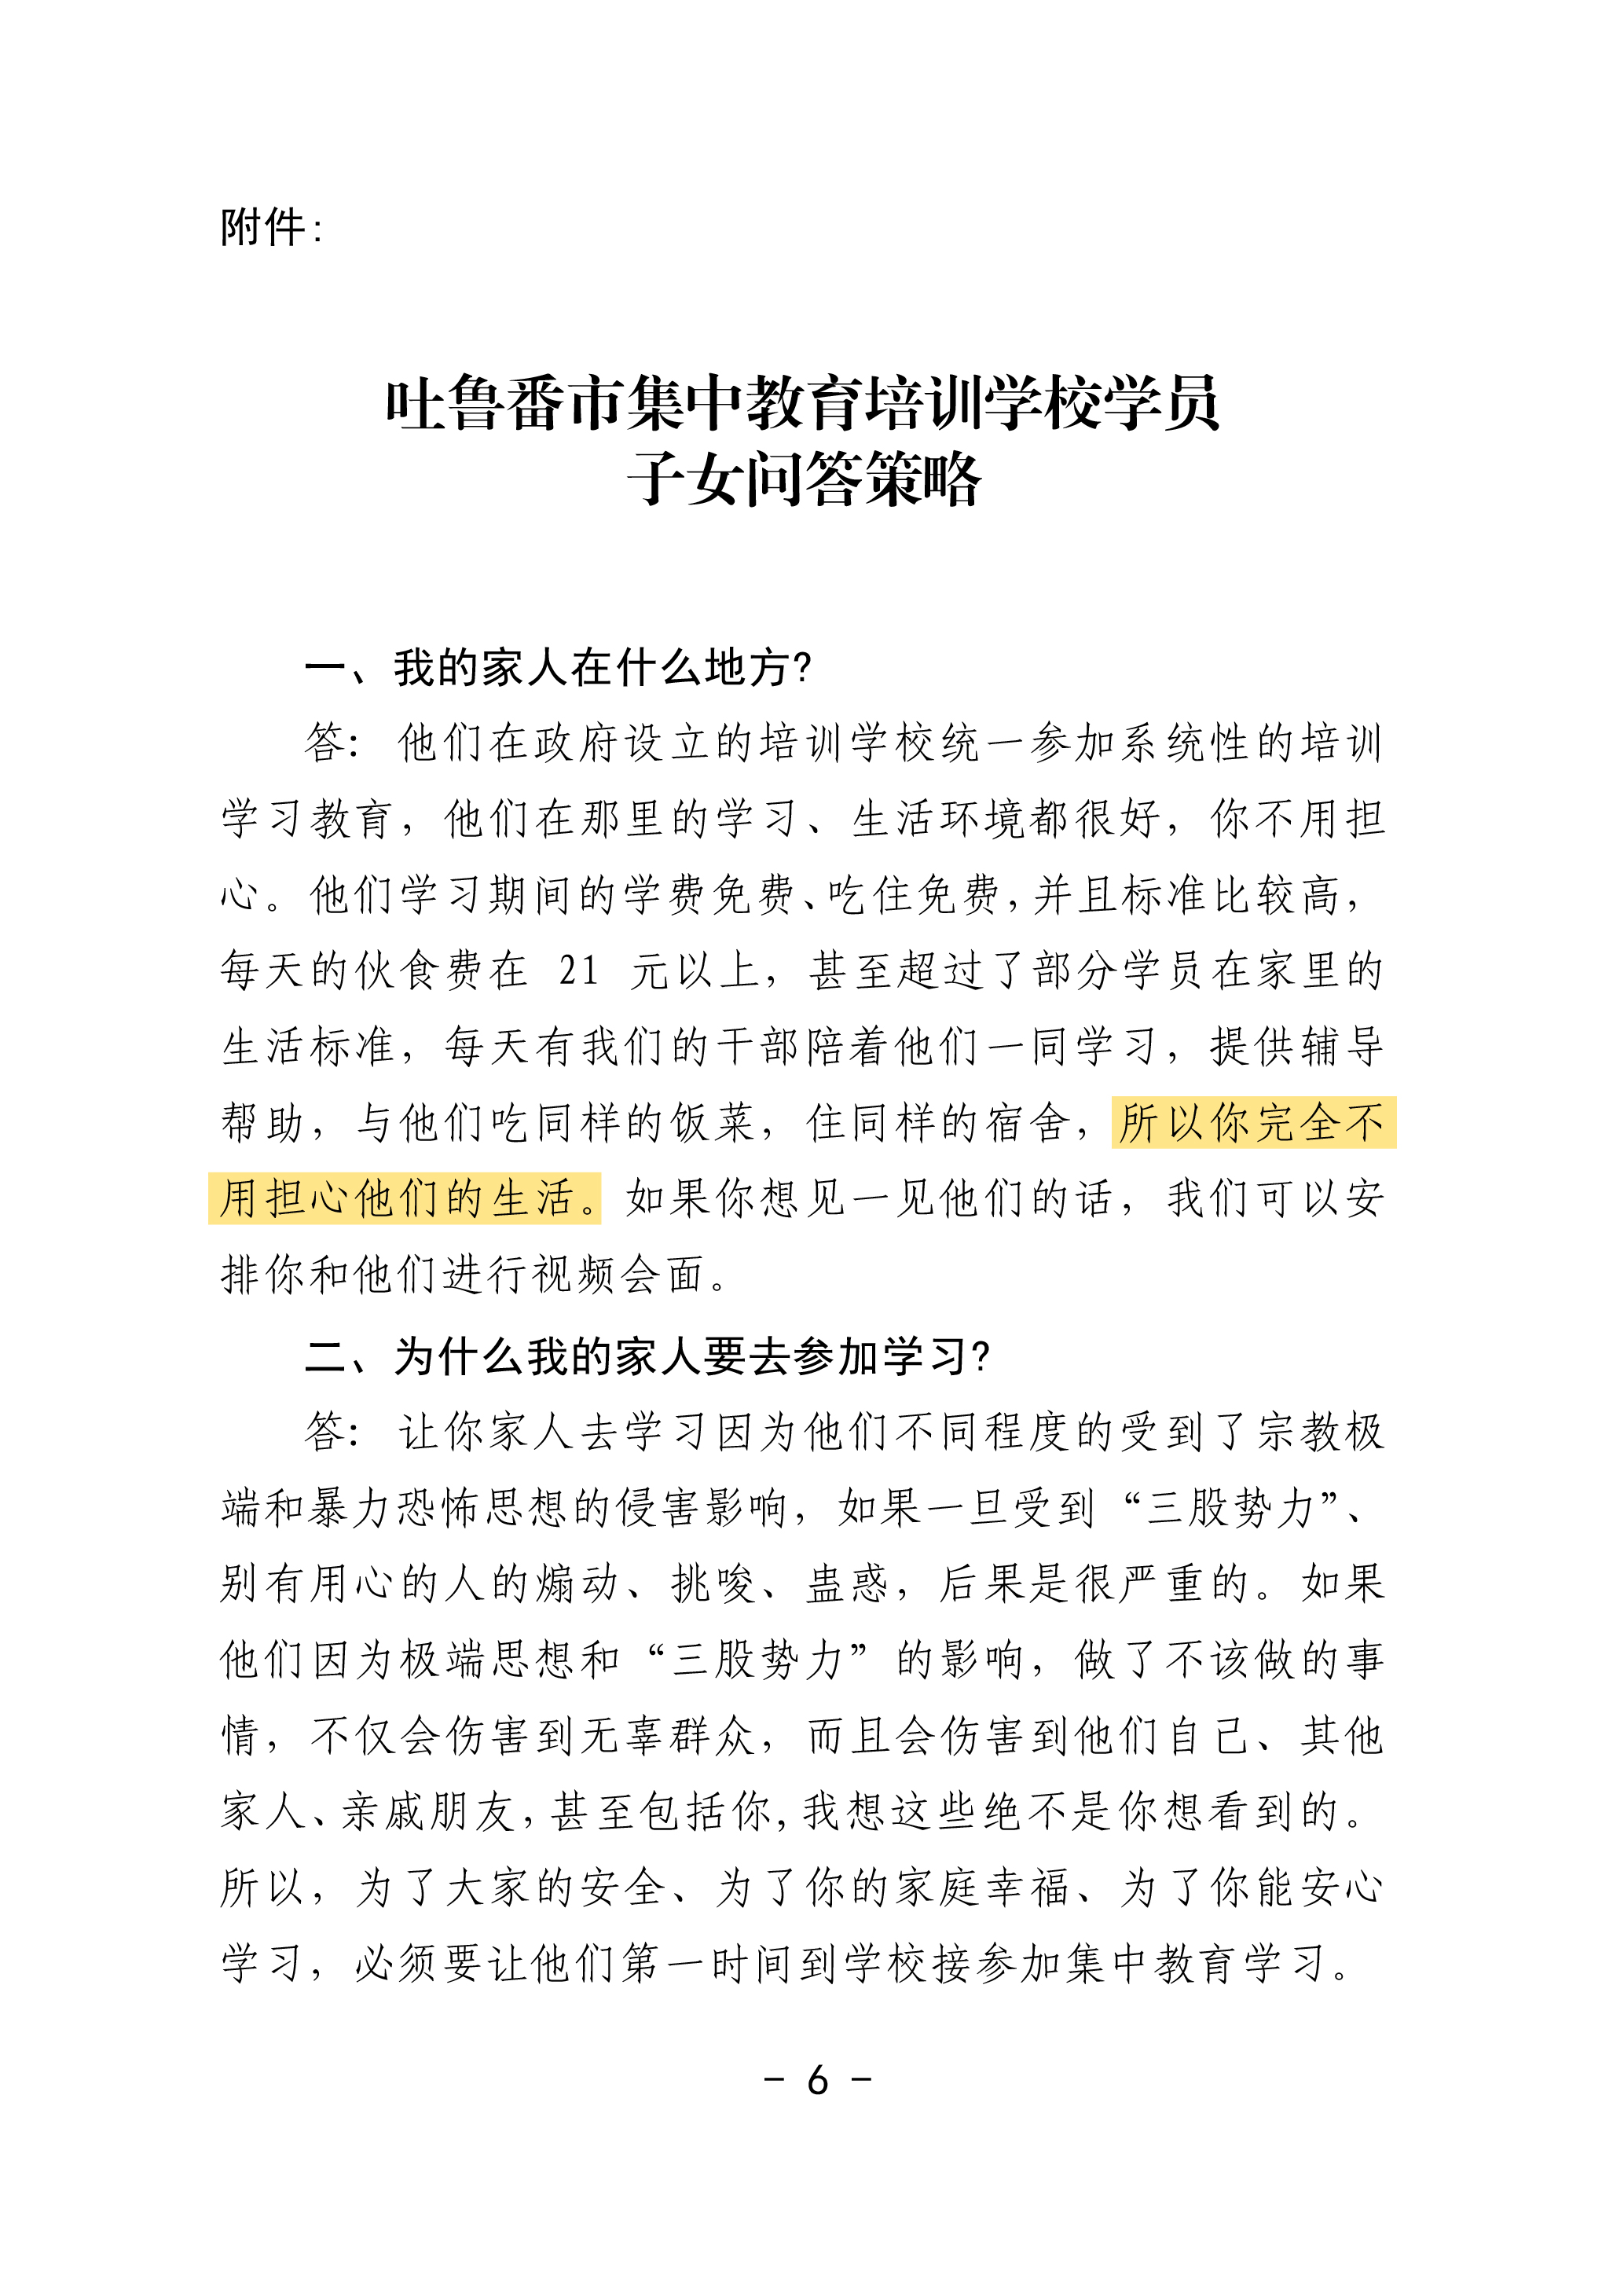 附件：
吐鲁番市集中教育培训学校学员
子女问答策略
一、我的家人在什么地方？
答：他们在政府设立的培训学校统一参加系统性的培训
学习教育，他们在那里的学习、生活环境都很好，你不用担
心。他们学习期间的学费免费、吃住免费，并且标准比较高，
每天的伙食费在 21 元以上，甚至超过了部分学员在家里的
生活标准，每天有我们的干部陪着他们一同学习，提供辅导
帮助，与他们吃同样的饭菜，住同样的宿舍，所以你完全不
用担心他们的生活。如果你想见一见他们的话，我们可以安
排你和他们进行视频会面。
二、为什么我的家人要去参加学习？
答：让你家人去学习因为他们不同程度的受到了宗教极
端和暴力恐怖思想的侵害影响，如果一旦受到“三股势力”、
别有用心的人的煽动、挑唆、蛊惑，后果是很严重的。如果
他们因为极端思想和“三股势力”的影响，做了不该做的事
情，不仅会伤害到无辜群众，而且会伤害到他们自己、其他
家人、亲戚朋友，甚至包括你，我想这些绝不是你想看到的。
所以，为了大家的安全、为了你的家庭幸福、为了你能安心
学习，必须要让他们第一时间到学校接参加集中教育学习。
- 6 -